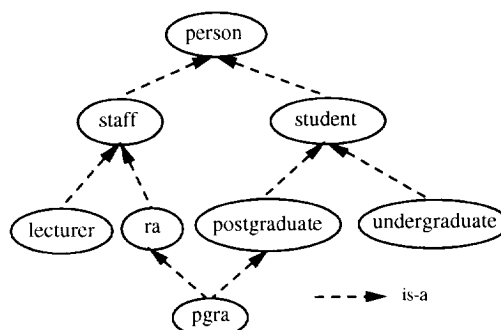 person
staff
student
lecturer
ra
postgraduate
undergraduate
pgra
is-a